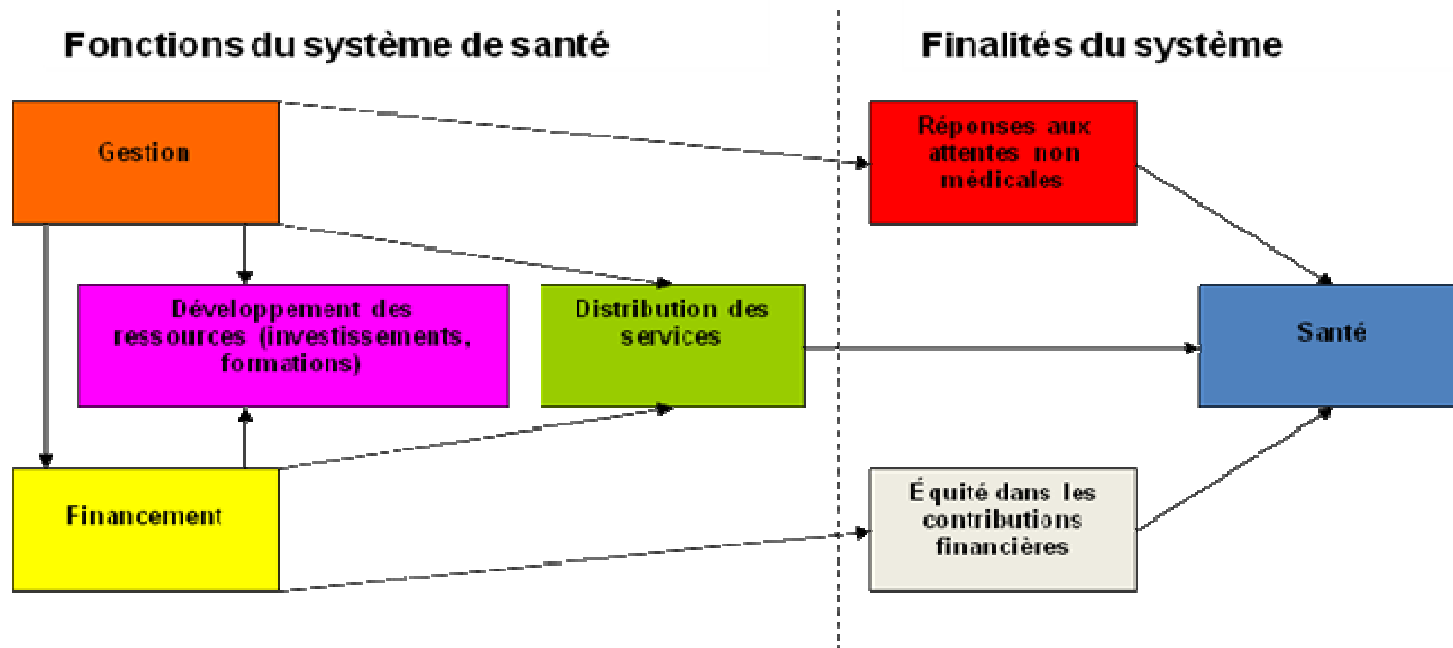 Fonctions du système de santé
Finalités du système
Gestion
Réponses aux
attentes non
médicales
Développement des
ressources (investissements,
formations)
Distribution des
services
Santé
Financement
Équité dans les
contributions
financières